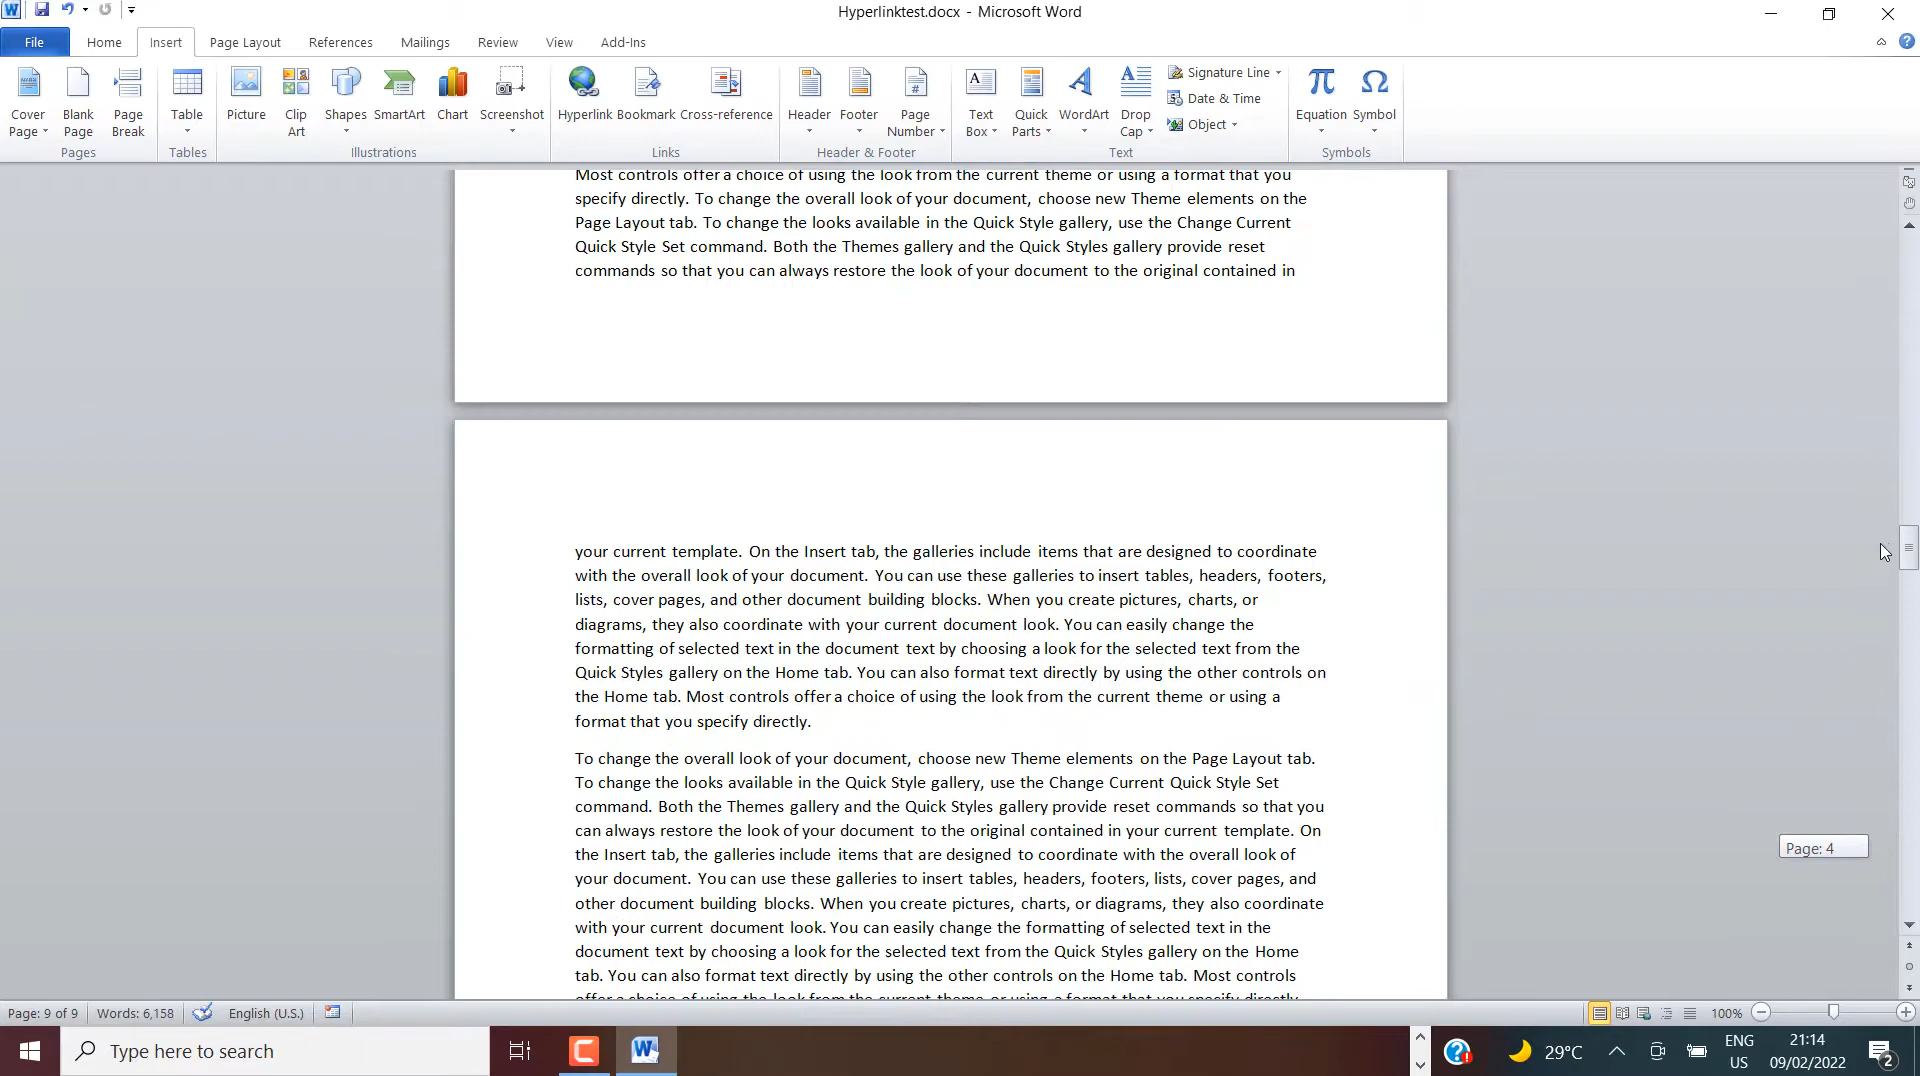 Hyperlinktest.docx - Microsoft Word
File Home Insert Page Layout References Mailings Review View Add-Ins
Cover Page Blank Page Page Break Table Picture Clip Art Shapes SmartArt Chart Screenshot Hyperlink Bookmark Cross-reference Header Footer Page Number Text Box Quick Parts WordArt Drop Cap Signature Line Date & Time Object Equation Symbol
Pages Tables Illustrations Links Header & Footer Text Symbols
Most controls offer a choice of using the look from the current theme or using a format that you
specify directly. To change the overall look of your document, choose new Theme elements on the
Page Layout tab. To change the looks available in the Quick Style gallery, use the Change Current
Quick Style Set command. Both the Themes gallery and the Quick Styles gallery provide reset
commands so that you can always restore the look of your document to the original contained in
your current template. On the Insert tab, the galleries include items that are designed to coordinate
with the overall look of your document. You can use these galleries to insert tables, headers, footers,
lists, cover pages, and other document building blocks. When you create pictures, charts, or
diagrams, they also coordinate with your current document look. You can easily change the
formatting of selected text in the document text by choosing a look for the selected text from the
Quick Styles gallery on the Home tab. You can also format text directly by using the other controls on
the Home tab. Most controls offer a choice of using the look from the current theme or using a
format that you specify directly.
To change the overall look of your document, choose new Theme elements on the Page Layout tab.
To change the looks available in the Quick Style gallery, use the Change Current Quick Style Set
command. Both the Themes gallery and the Quick Styles gallery provide reset commands so that you
can always restore the look of your document to the original contained in your current template. On
the Insert tab, the galleries include items that are designed to coordinate with the overall look of
your document. You can use these galleries to insert tables, headers, footers, lists, cover pages, and
other document building blocks. When you create pictures, charts, or diagrams, they also coordinate
with your current document look. You can easily change the formatting of selected text in the
document text by choosing a look for the selected text from the Quick Styles gallery on the Home
tab. You can also format text directly by using the other controls on the Home tab. Most controls
offer a choice of using the look from the current theme or using a format that you specify directly.
Page: 4
Page: 9 of 9 Words: 6,158 English (U.S.) 100%
Type here to search 29°C ENG US 21:14 09/02/2022 2